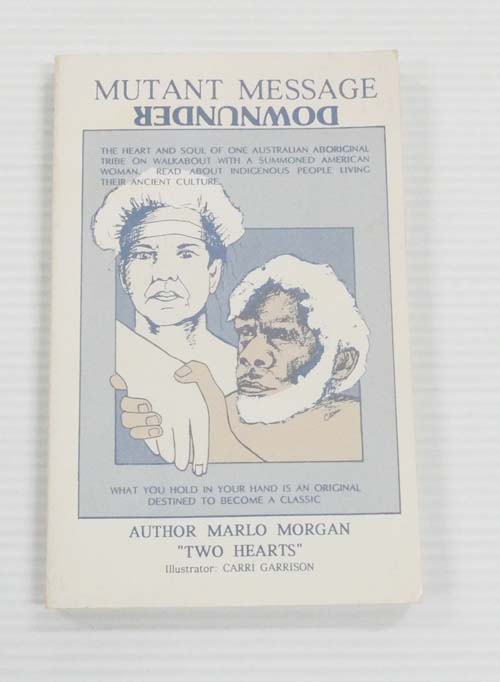 MUTANT MESSAGE
DOWNUNDER
THE HEART AND SOUL OF ONE AUSTRALIAN ABORIGINAL
TRIBE ON WALKABOUT WITH A SUMMONED AMERICAN
WOMAN. READ ABOUT INDIGENOUS PEOPLE LIVING
THEIR ANCIENT CULTURE.
WHAT YOU HOLD IN YOUR HAND IS AN ORIGINAL
DESTINED TO BECOME A CLASSIC
AUTHOR MARLO MORGAN
"TWO HEARTS"
Illustrator: CARRI GARRISON